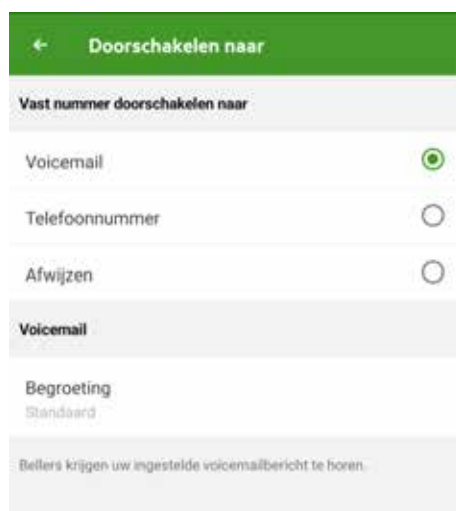 Doorschakelen naar
Vast nummer doorschakelen naar
Voicemail
Telefoonnummer
Afwijzen
Voicemail
Begroeting
Standaard
Bellers krijgen uw ingestelde voicemailbericht te horen.